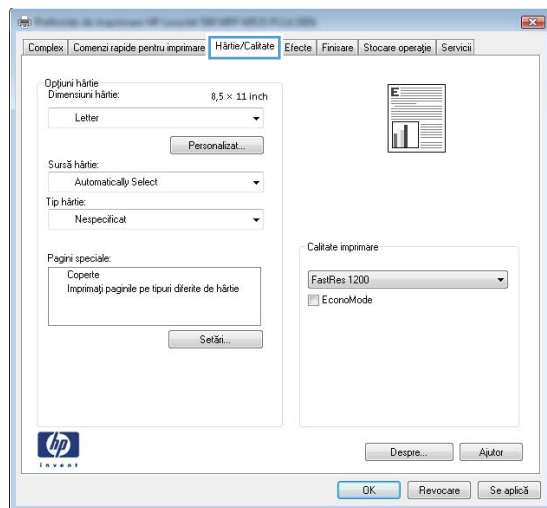 Complex Comenzi rapide pentru imprimare Hârtie/Calitate Efecte Finisare Stocare operaţie Servicii
Opţiuni hârtie
Dimensiuni hârtie: 8,5 × 11 inch
Letter
Personalizat...
Sursă hârtie:
Automatically Select
Tip hârtie:
Nespecificat
Pagini speciale:
Coperte
Imprimaţi paginile pe tipuri diferite de hârtie
Setări...
E
Calitate imprimare
FastRes 1200
EconoMode
hp
invent
Despre... Ajutor
OK Revocare Se aplică